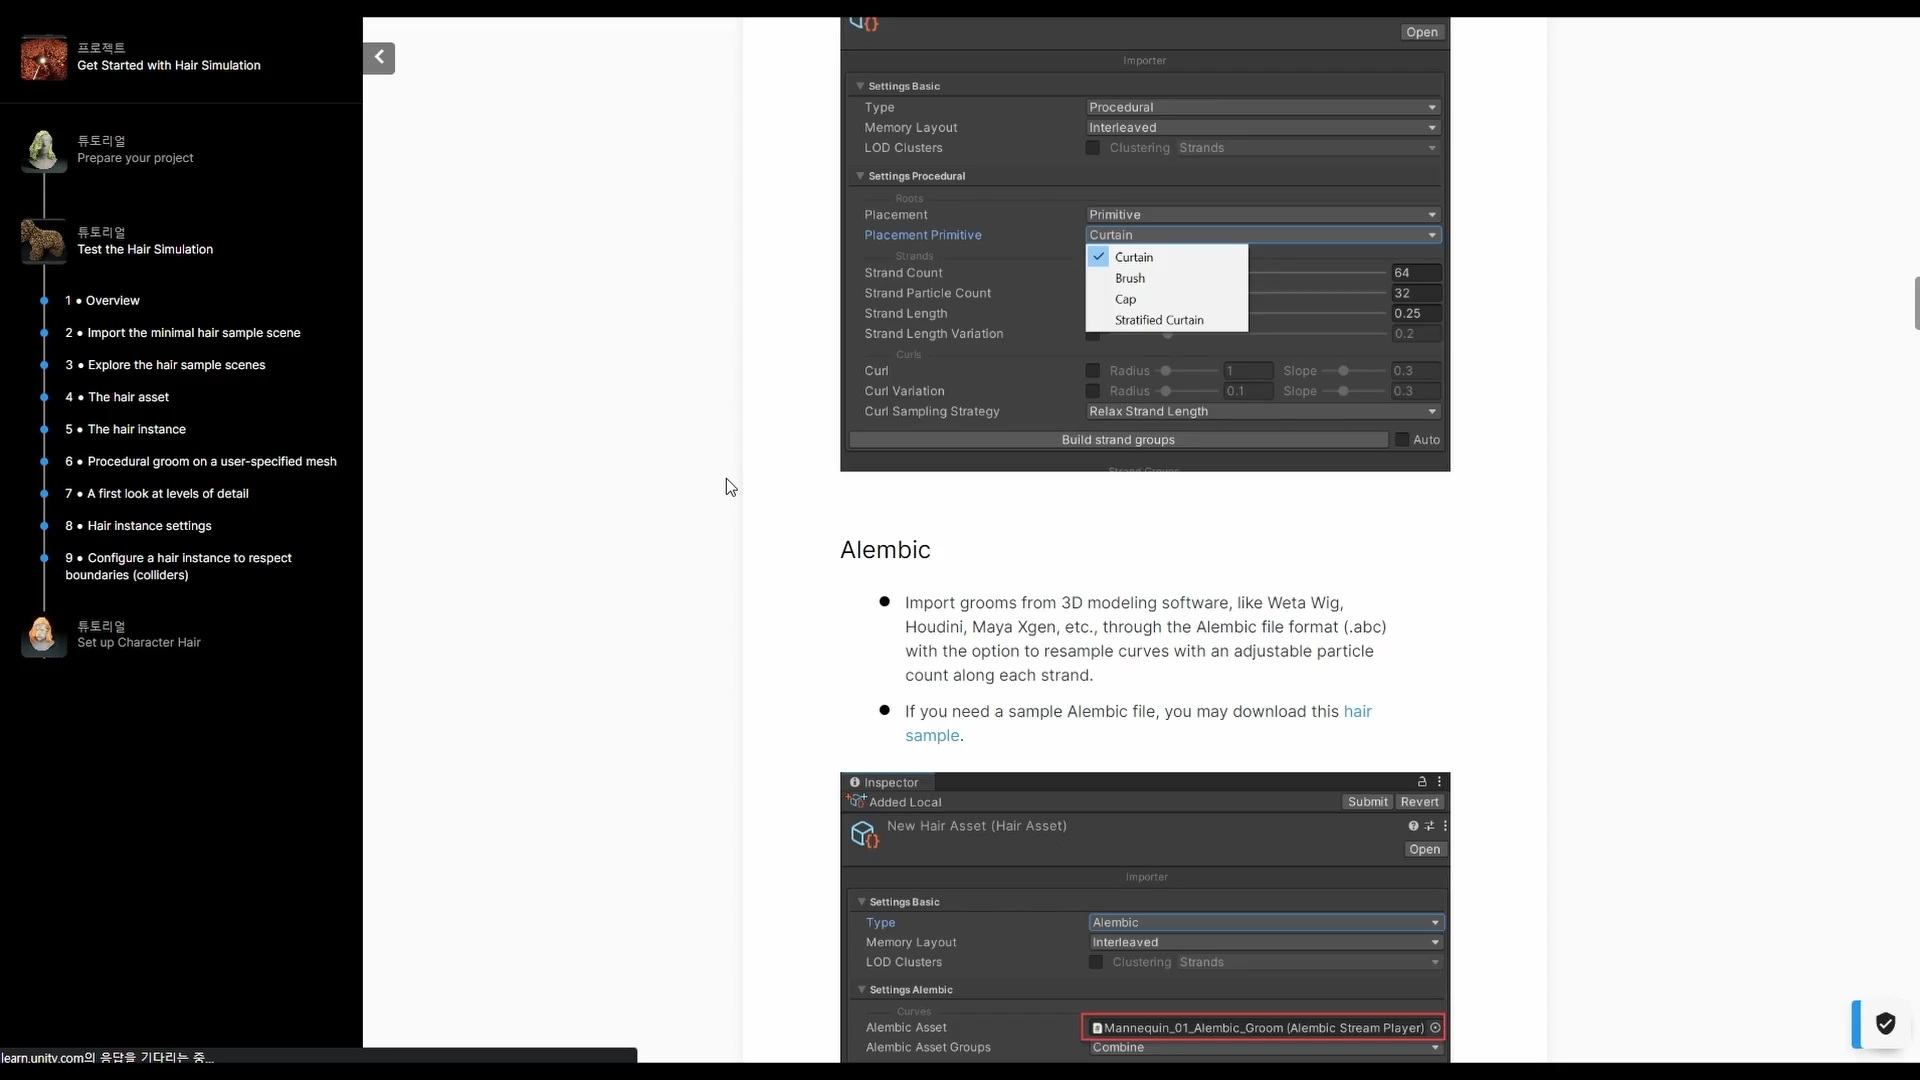 프로젝트
Get Started with Hair Simulation
튜토리얼
Prepare your project
튜토리얼
Test the Hair Simulation
1 • Overview
2 • Import the minimal hair sample scene
3 • Explore the hair sample scenes
4 • The hair asset
5 • The hair instance
6 • Procedural groom on a user-specified mesh
7 • A first look at levels of detail
8 • Hair instance settings
9 • Configure a hair instance to respect
boundaries (colliders)
튜토리얼
Set up Character Hair
learn.unity.com의 응답을 기다리는 중...
Open
Importer
Settings Basic
Type Procedural
Memory Layout Interleaved
LOD Clusters Clustering Strands
Settings Procedural
Roots
Placement Primitive
Placement Primitive Curtain
Curtain
Brush
Cap
Stratified Curtain
Strands
Strand Count 64
Strand Particle Count 32
Strand Length 0.25
Strand Length Variation 0.2
Curls
Curl Radius 1 Slope 0.3
Curl Variation Radius 0.1 Slope 0.3
Curl Sampling Strategy Relax Strand Length
Build strand groups Auto
Strand Groups
Alembic
● Import grooms from 3D modeling software, like Weta Wig,
Houdini, Maya Xgen, etc., through the Alembic file format (.abc)
with the option to resample curves with an adjustable particle
count along each strand.
● If you need a sample Alembic file, you may download this hair
sample.
Inspector
Added Local Submit Revert
New Hair Asset (Hair Asset)
Open
Importer
Settings Basic
Type Alembic
Memory Layout Interleaved
LOD Clusters Clustering Strands
Settings Alembic
Curves
Alembic Asset Mannequin_01_Alembic_Groom (Alembic Stream Player)
Alembic Asset Groups Combine